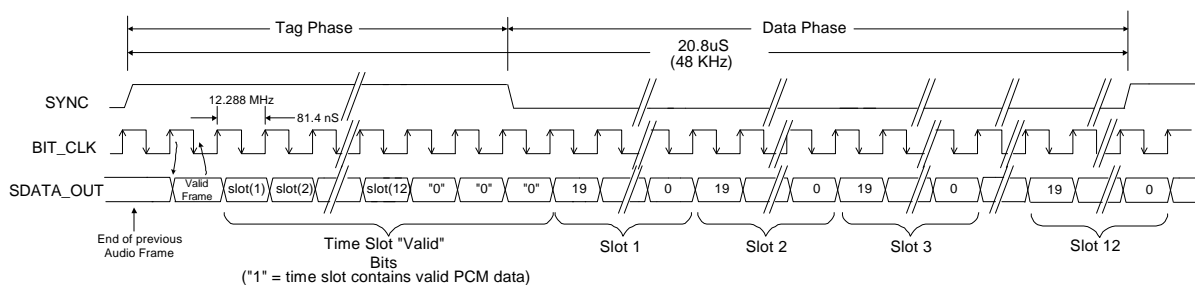 Tag Phase
Data Phase
20.8uS
(48 KHz)
SYNC
12.288 MHz
81.4 nS
BIT_CLK
SDATA_OUT
Valid
Frame
slot(1)
slot(2)
slot(12
"0"
"0"
"0"
19
0
19
0
19
0
19
0
End of previous
Audio Frame
Time Slot "Valid"
Bits
("1" = time slot contains valid PCM data)
Slot 1
Slot 2
Slot 3
Slot 12